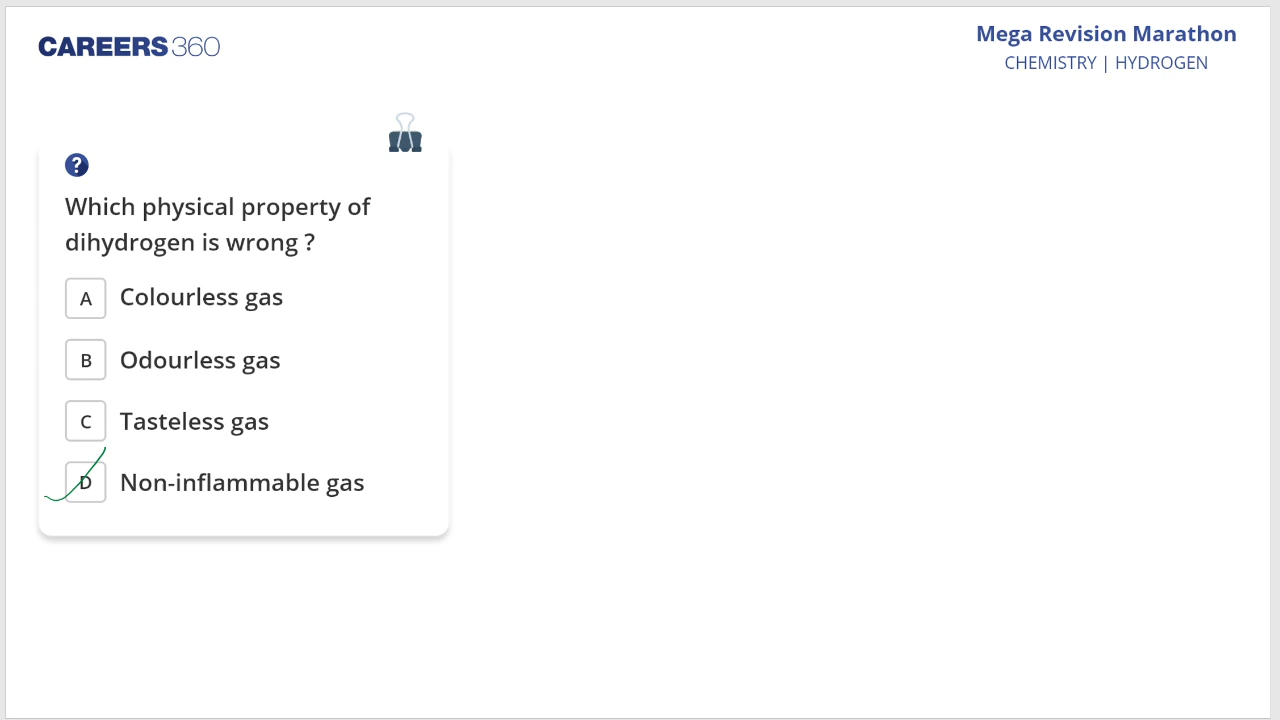 CAREERS360
Mega Revision Marathon
CHEMISTRY | HYDROGEN
?
Which physical property of
dihydrogen is wrong ?
A Colourless gas
B Odourless gas
C Tasteless gas
D Non-inflammable gas